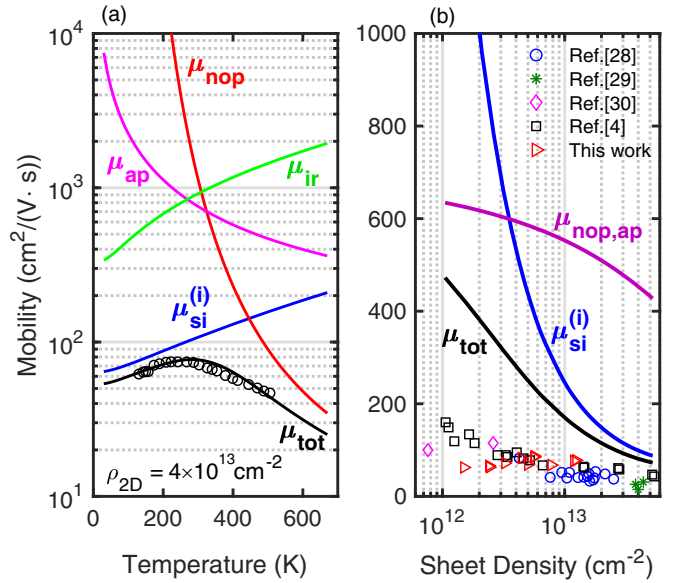 (a)
10^4
10^3
10^2
10^1
Mobility (cm^2/(V· s))
μ_nop
μ_ap
μ_ir
μ_si^(i)
μ_tot
ρ_2D = 4×10^13cm^-2
0 200 400 600
Temperature (K)
(b)
1000
800
600
400
200
0
Ref.[28]
Ref.[29]
Ref.[30]
Ref.[4]
This work
μ_nop,ap
μ_si^(i)
μ_tot
10^12 10^13
Sheet Density (cm^-2)